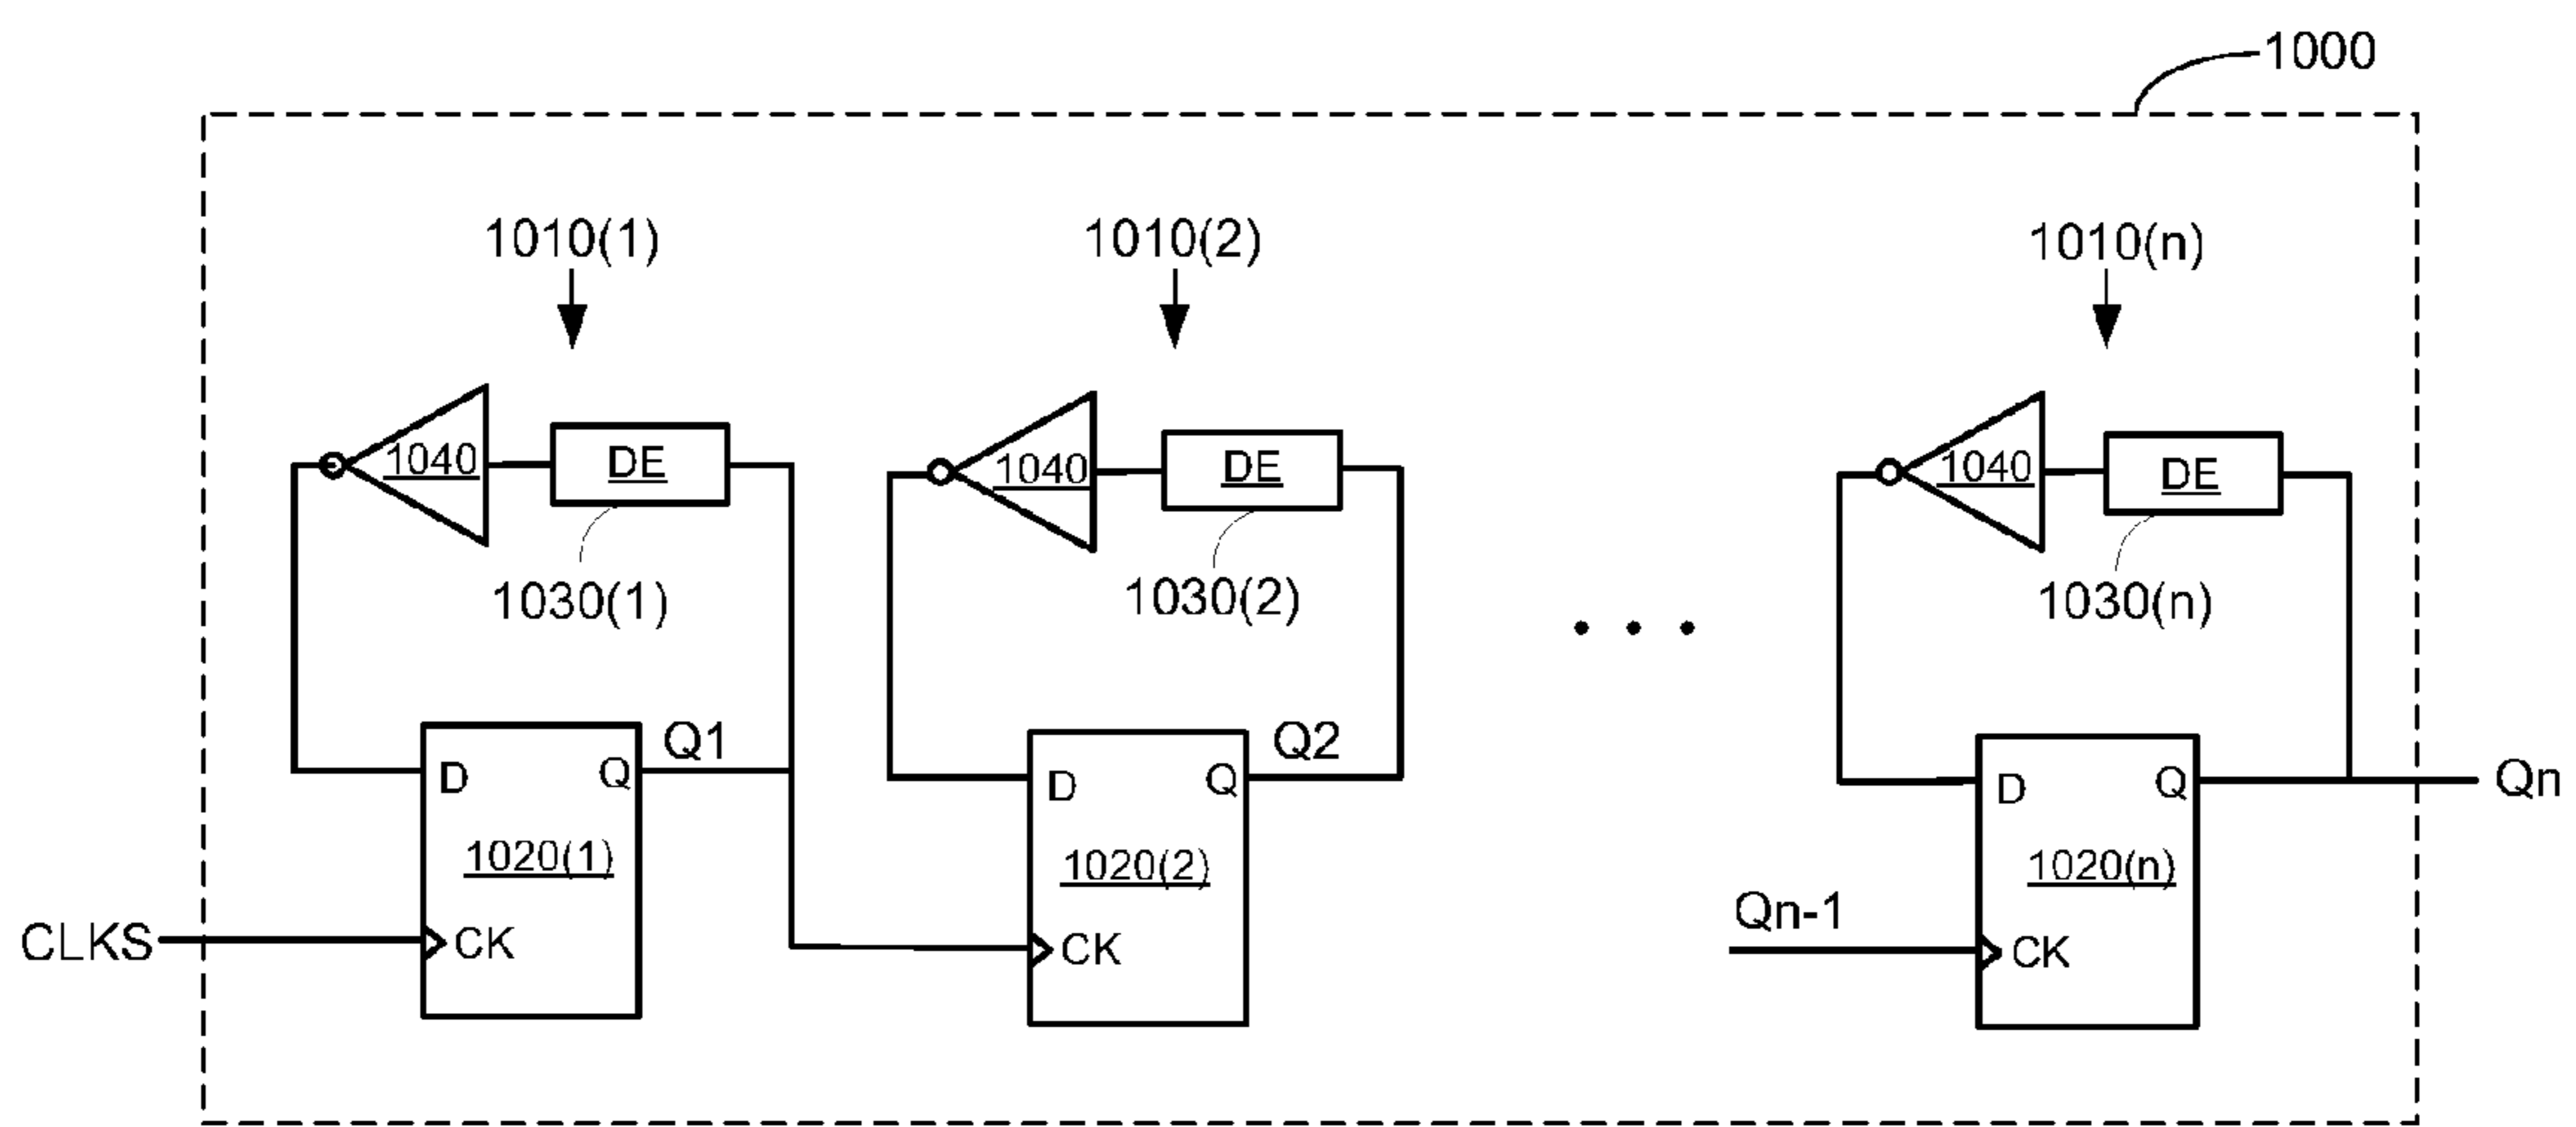 1000
1010(1)
1010(2)
1010(n)
1040
DE
1040
DE
1040
DE
1030(1)
1030(2)
1030(n)
. . .
Q1
Q2
D
Q
D
Q
D
Q
Qn
1020(1)
1020(2)
1020(n)
Qn-1
CLKS
CK
CK
CK